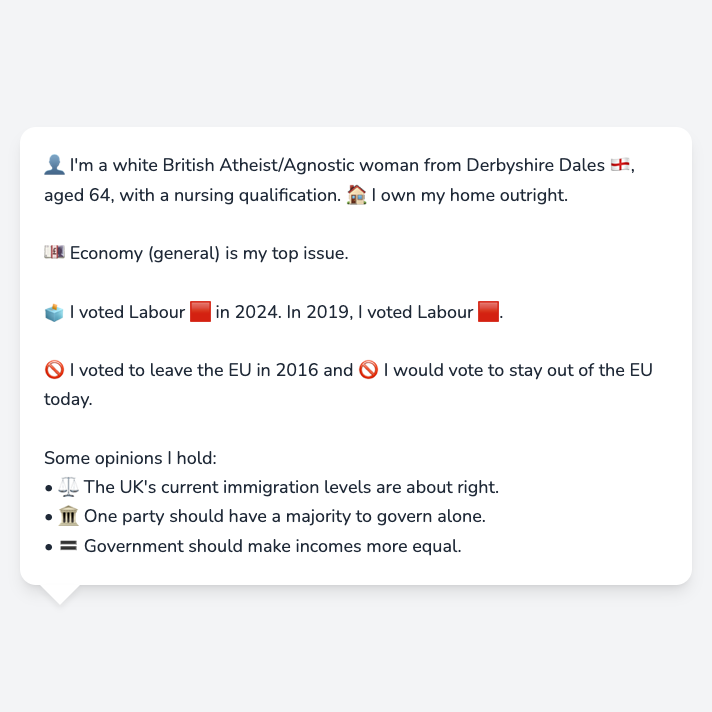 👤 I'm a white British Atheist/Agnostic woman from Derbyshire Dales 🏴󠁧󠁢󠁥󠁮󠁧󠁿,
aged 64, with a nursing qualification. 🏠 I own my home outright.
💷 Economy (general) is my top issue.
🗳️ I voted Labour 🟥 in 2024. In 2019, I voted Labour 🟥.
🚫 I voted to leave the EU in 2016 and 🚫 I would vote to stay out of the EU
today.
Some opinions I hold:
• ⚖️ The UK's current immigration levels are about right.
• 🏛️ One party should have a majority to govern alone.
• 🟰 Government should make incomes more equal.